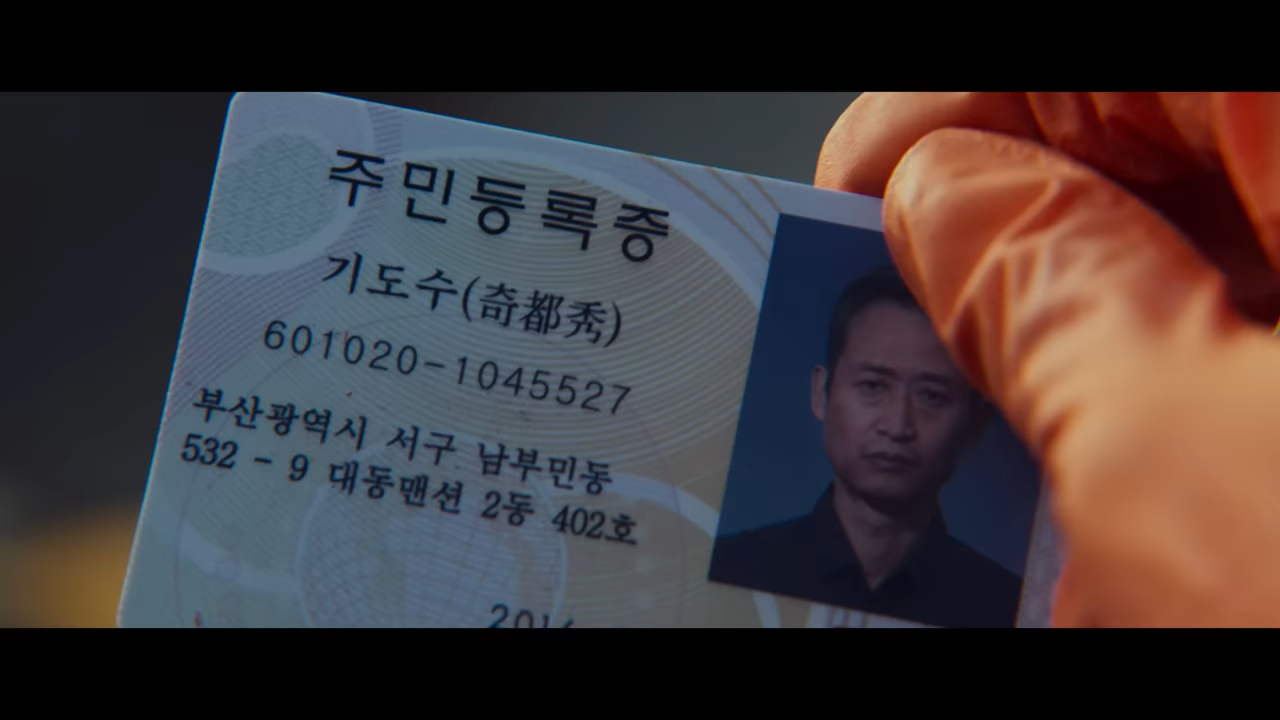 주민등록증
기도수(奇都秀)
601020-1045527
부산광역시 서구 남부민동
532 - 9 대동맨션 2동 402호